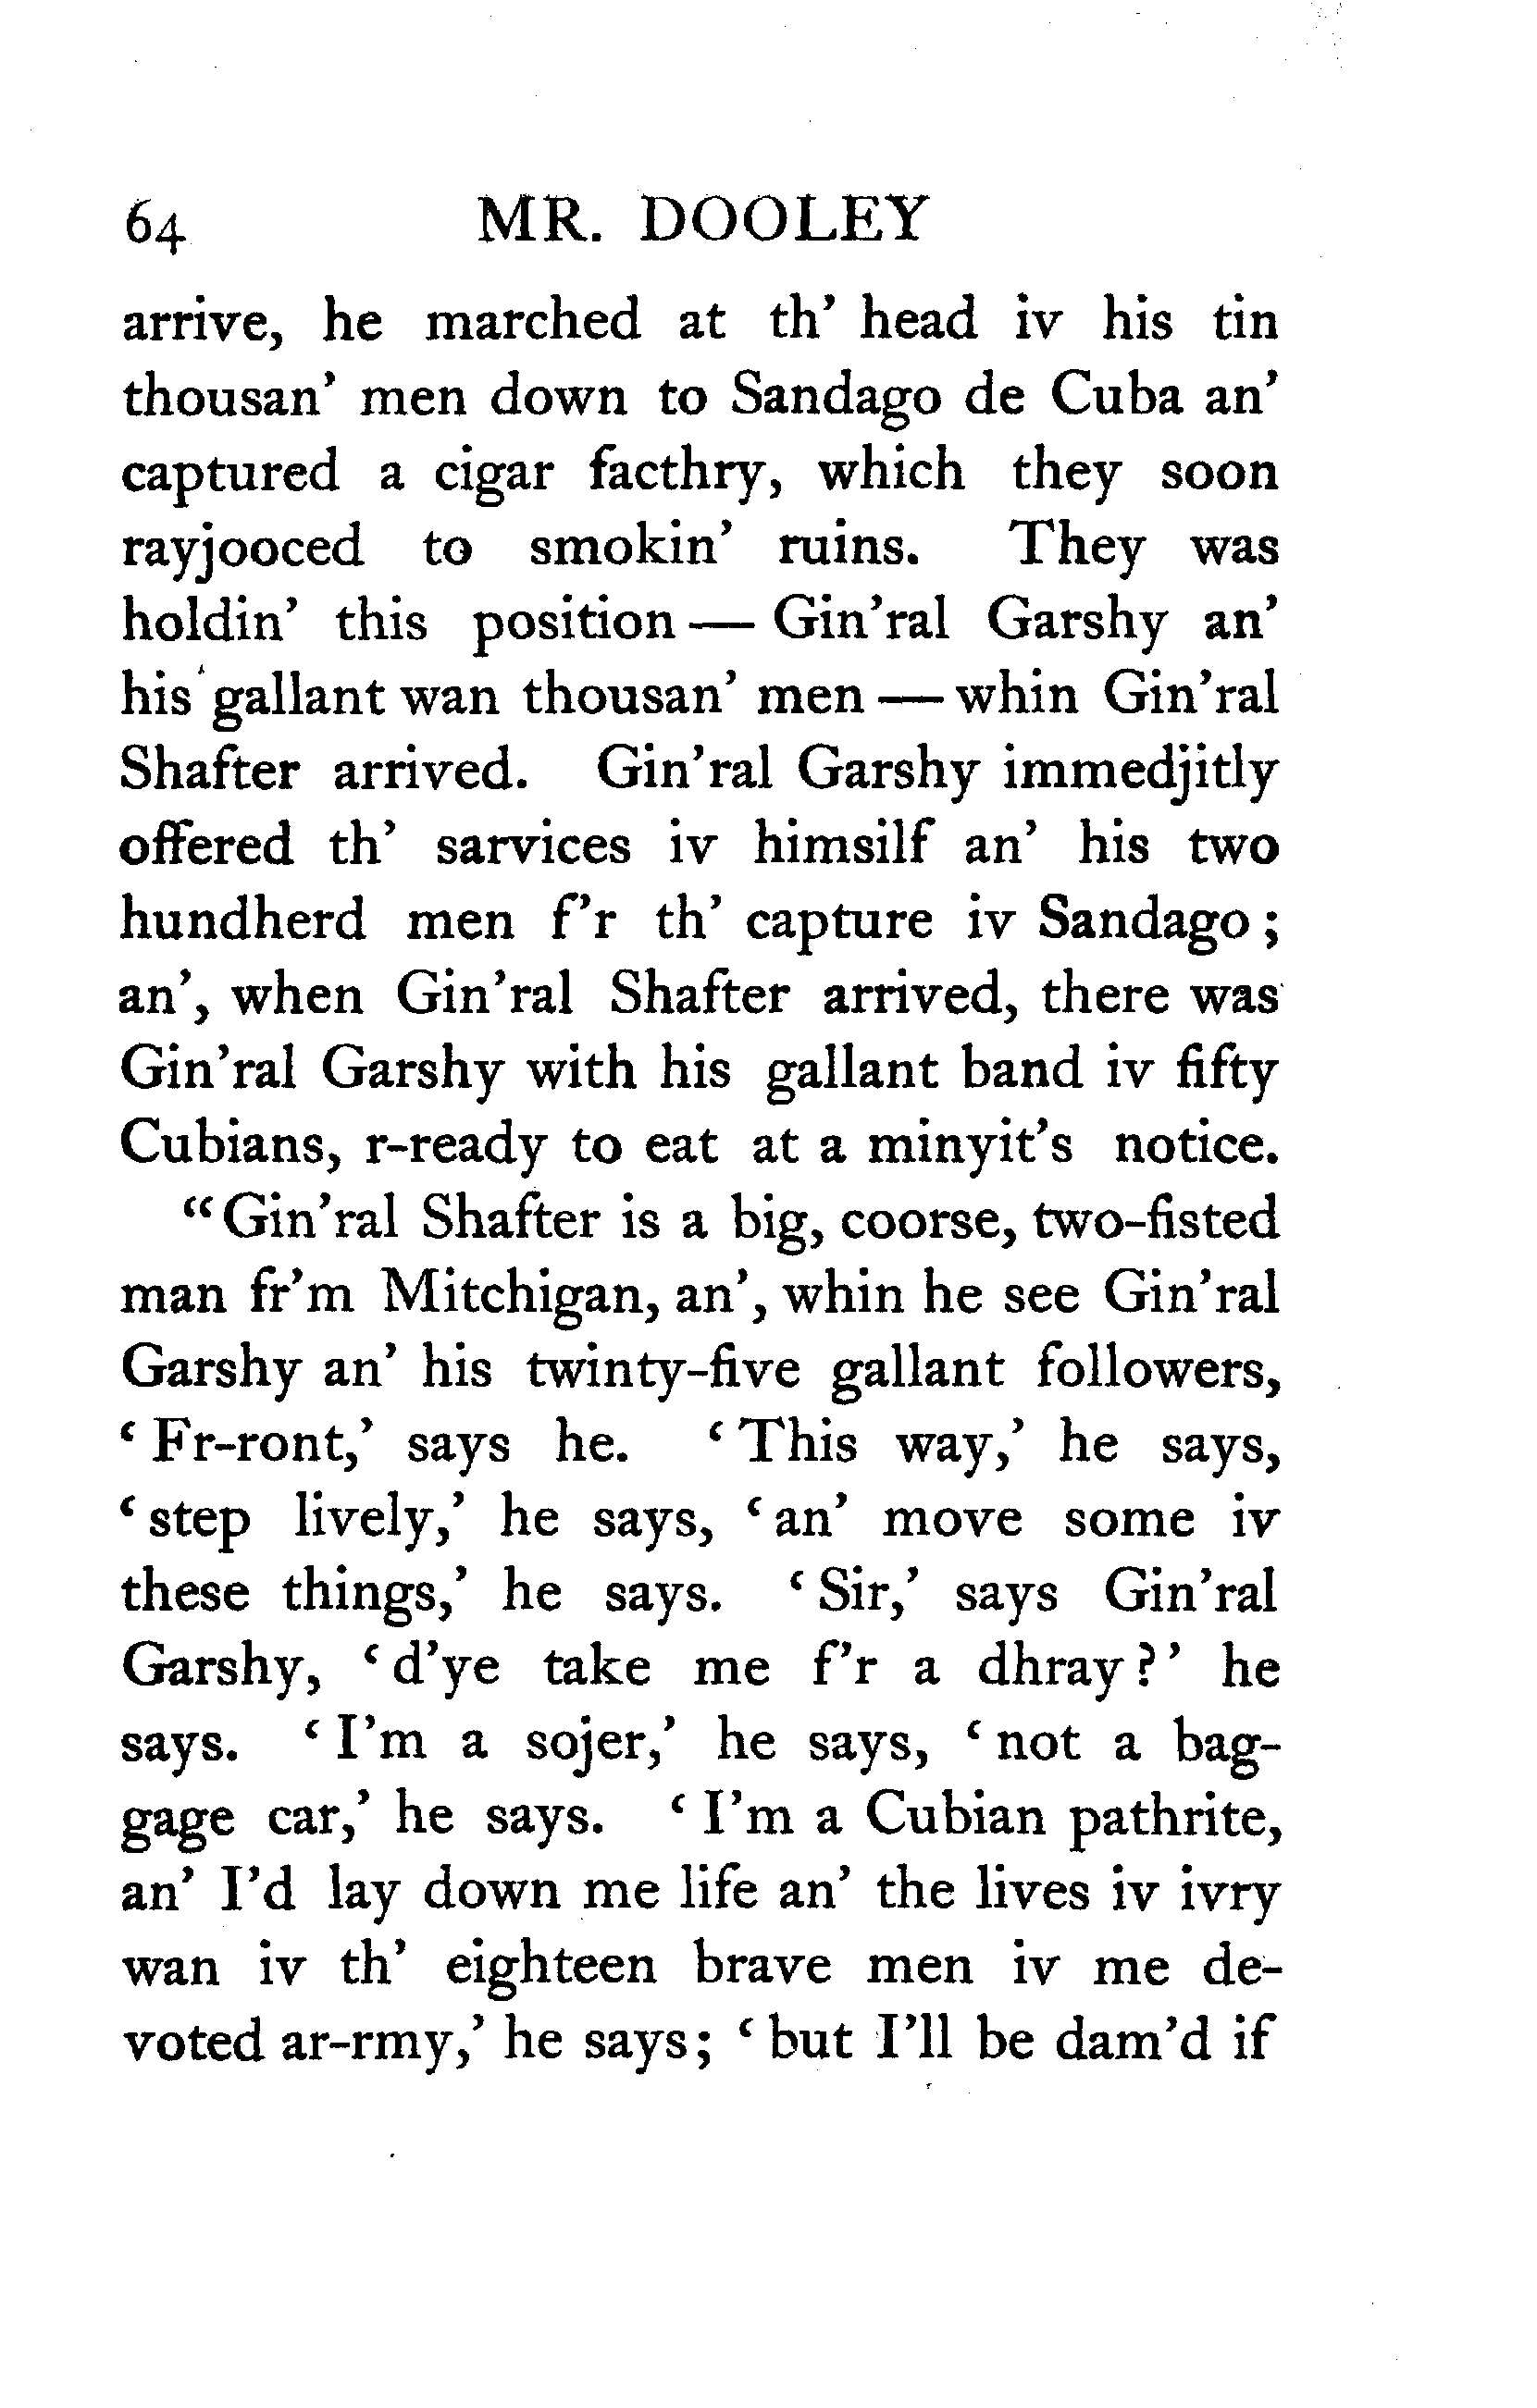 64 MR. DOOLEY
arrive, he marched at th' head iv his tin
thousan' men down to Sandago de Cuba an'
captured a cigar facthry, which they soon
rayjooced to smokin' ruins. They was
holdin' this position — Gin'ral Garshy an'
his gallant wan thousan' men — whin Gin'ral
Shafter arrived. Gin'ral Garshy immedjitly
offered th' sarvices iv himsilf an' his two
hundherd men f'r th' capture iv Sandago ;
an', when Gin'ral Shafter arrived, there was
Gin'ral Garshy with his gallant band iv fifty
Cubians, r-ready to eat at a minyit's notice.
“ Gin'ral Shafter is a big, coorse, two-fisted
man fr'm Mitchigan, an', whin he see Gin'ral
Garshy an' his twinty-five gallant followers,
‘ Fr-ront,’ says he. ‘ This way,’ he says,
‘ step lively,’ he says, ‘ an' move some iv
these things,’ he says. ‘ Sir,’ says Gin'ral
Garshy, ‘ d'ye take me f'r a dhray ? ’ he
says. ‘ I'm a sojer,’ he says, ‘ not a bag-
gage car,’ he says. ‘ I'm a Cubian pathrite,
an' I'd lay down me life an' the lives iv ivry
wan iv th' eighteen brave men iv me de-
voted ar-rmy,’ he says ; ‘ but I'll be dam'd if